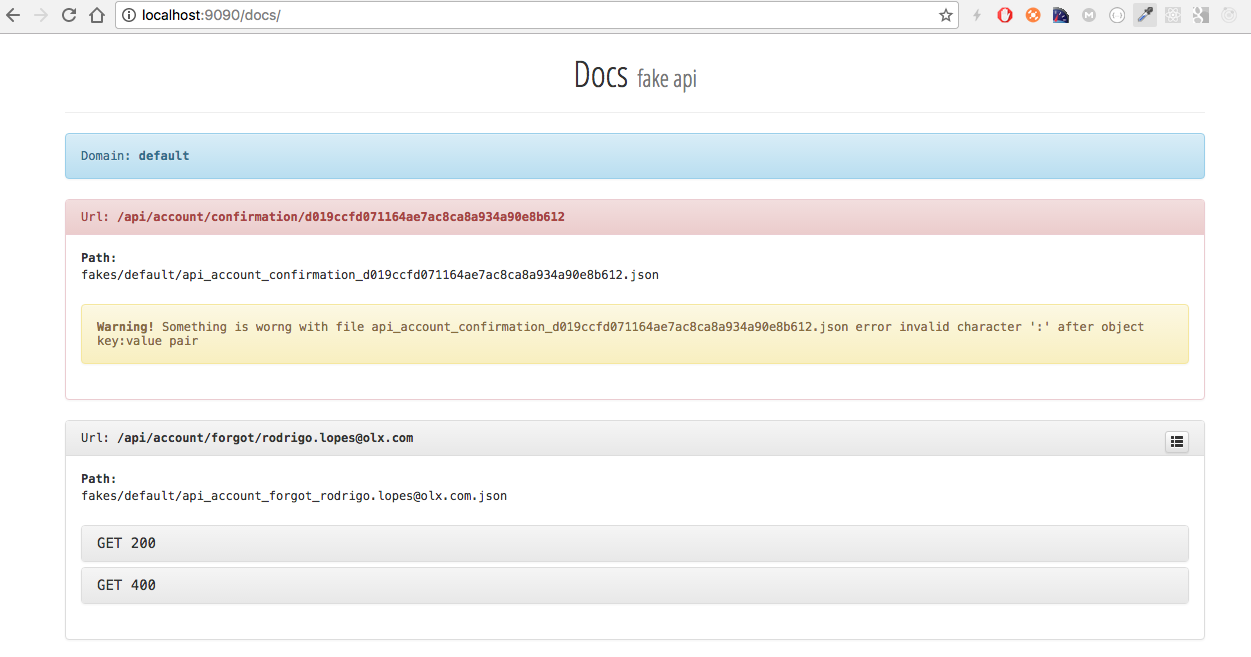 localhost:9090/docs/
Docs fake api
Domain: default
Url: /api/account/confirmation/d019ccfd071164ae7ac8ca8a934a90e8b612
Path:
fakes/default/api_account_confirmation_d019ccfd071164ae7ac8ca8a934a90e8b612.json
Warning! Something is worng with file api_account_confirmation_d019ccfd071164ae7ac8ca8a934a90e8b612.json error invalid character ':' after object
key:value pair
Url: /api/account/forgot/rodrigo.lopes@olx.com
Path:
fakes/default/api_account_forgot_rodrigo.lopes@olx.com.json
GET 200
GET 400